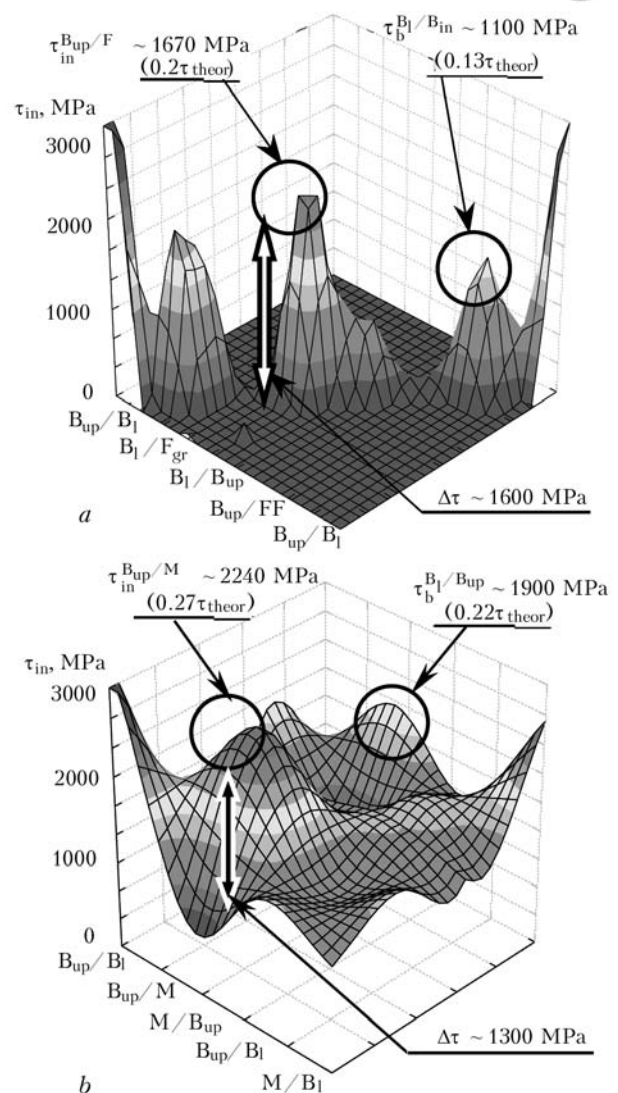 τ_in^{B_up/F} ~ 1670 MPa
(0.2τ_theor)
τ_b^{B_l/B_in} ~ 1100 MPa
(0.13τ_theor)
τ_in, MPa
3000
2000
1000
0
B_up/B_l
B_l/F_gr
B_l/B_up
B_up/FF
B_up/B_l
Δτ ~ 1600 MPa
a
τ_in^{B_up/M} ~ 2240 MPa
(0.27τ_theor)
τ_b^{B_l/B_up} ~ 1900 MPa
(0.22τ_theor)
τ_in, MPa
3000
2000
1000
0
B_up/B_l
B_up/M
M/B_up
B_up/B_l
M/B_l
Δτ ~ 1300 MPa
b